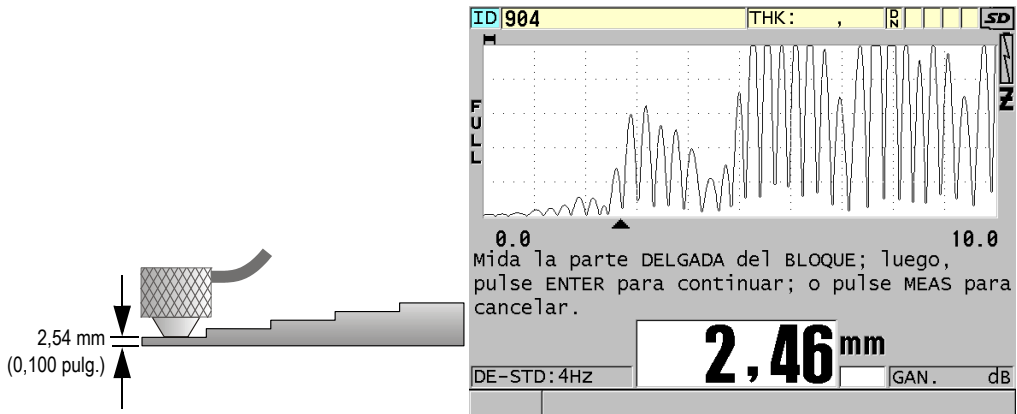 2,54 mm
(0,100 pulg.)
ID 904 THK: , DN SD
FULL
Z
0.0 10.0
Mida la parte DELGADA del BLOQUE; luego,
pulse ENTER para continuar; o pulse MEAS para
cancelar.
2,46 mm
DE-STD:4Hz GAN. dB